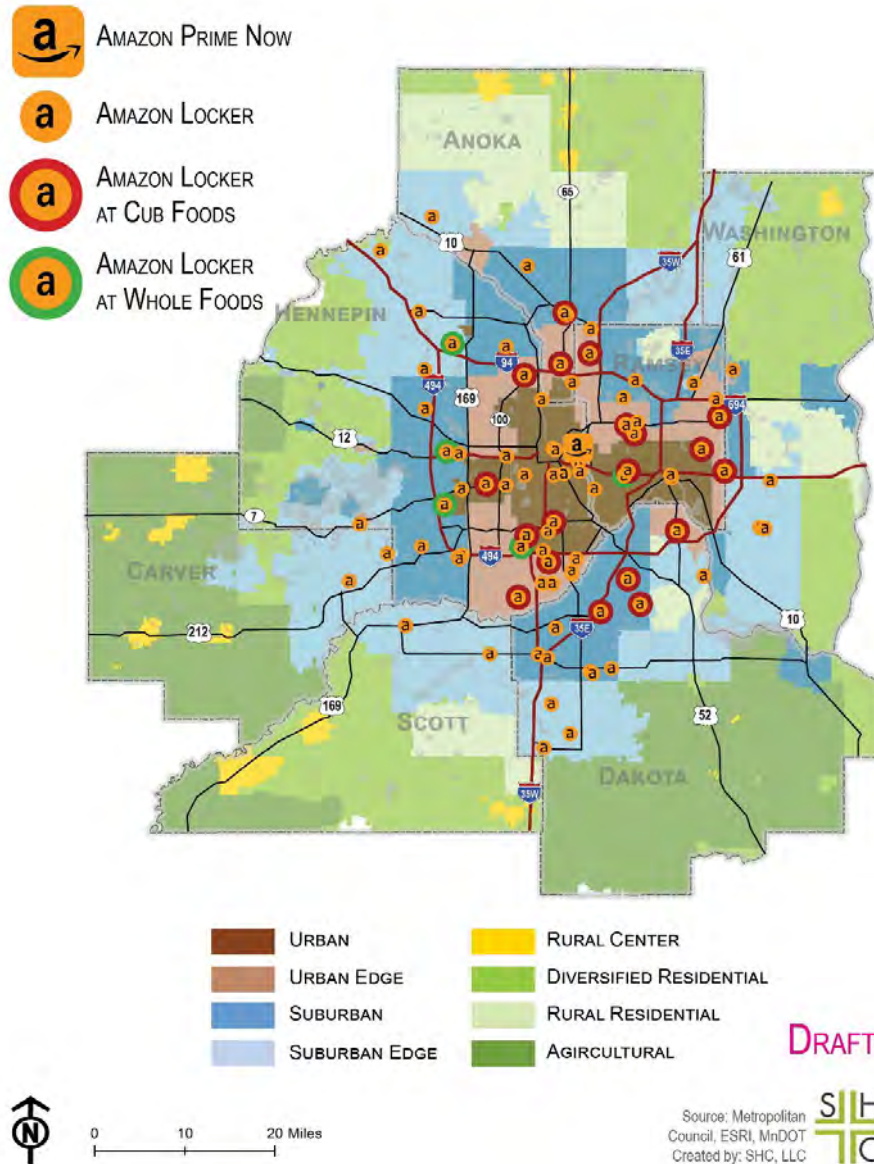 a AMAZON PRIME NOW
a AMAZON LOCKER
a AMAZON LOCKER
AT CUB FOODS
a AMAZON LOCKER
AT WHOLE FOODS
ANOKA
65
WASHINGTON
10
35W
61
HENNEPIN
94
35E
494
169
694
100
12
7
494
CARVER
212
10
35E
169
SCOTT
52
DAKOTA
35W
URBAN
URBAN EDGE
SUBURBAN
SUBURBAN EDGE
RURAL CENTER
DIVERSIFIED RESIDENTIAL
RURAL RESIDENTIAL
AGIRCULTURAL
DRAFT
N
0 10 20 Miles
Source: Metropolitan
Council, ESRI, MnDOT
Created by: SHC, LLC
S H
C